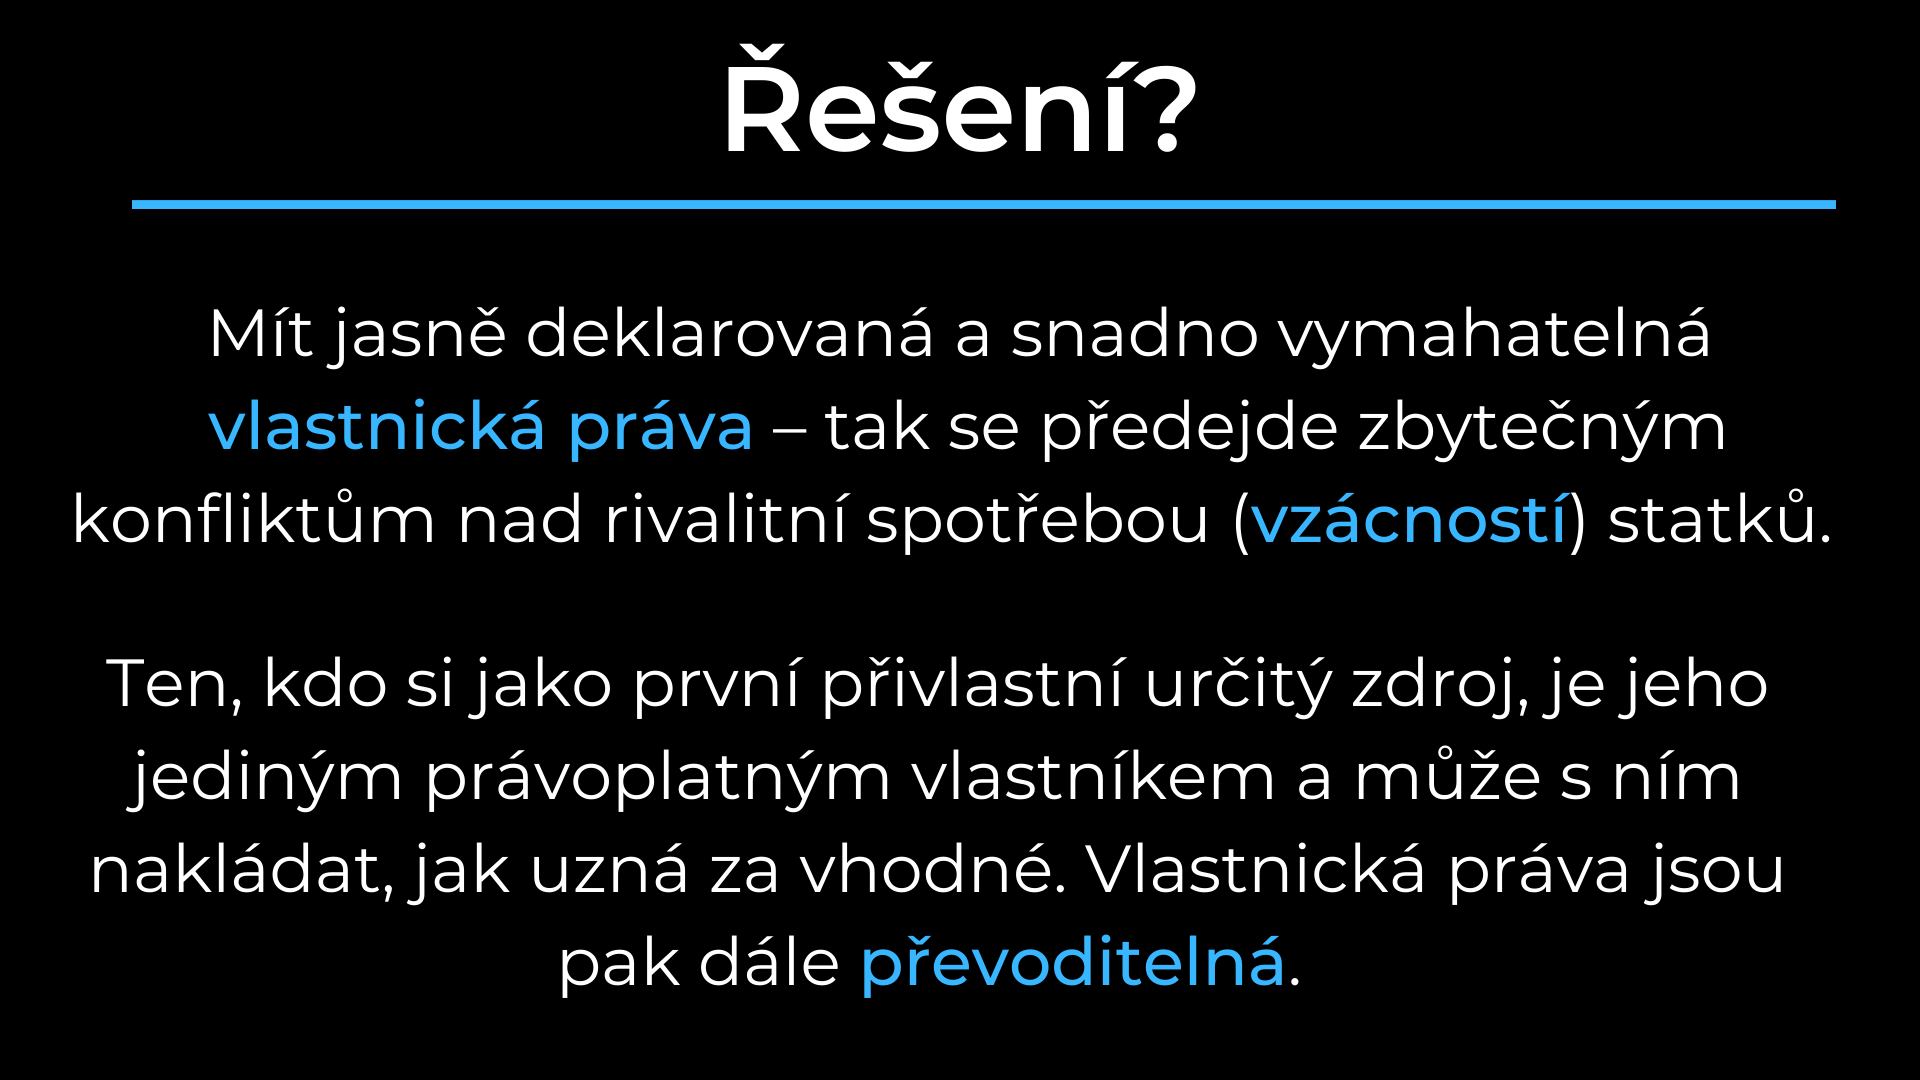 Řešení?
Mít jasně deklarovaná a snadno vymahatelná
vlastnická práva – tak se předejde zbytečným
konfliktům nad rivalitní spotřebou (vzácností) statků.
Ten, kdo si jako první přivlastní určitý zdroj, je jeho
jediným právoplatným vlastníkem a může s ním
nakládat, jak uzná za vhodné. Vlastnická práva jsou
pak dále převoditelná.